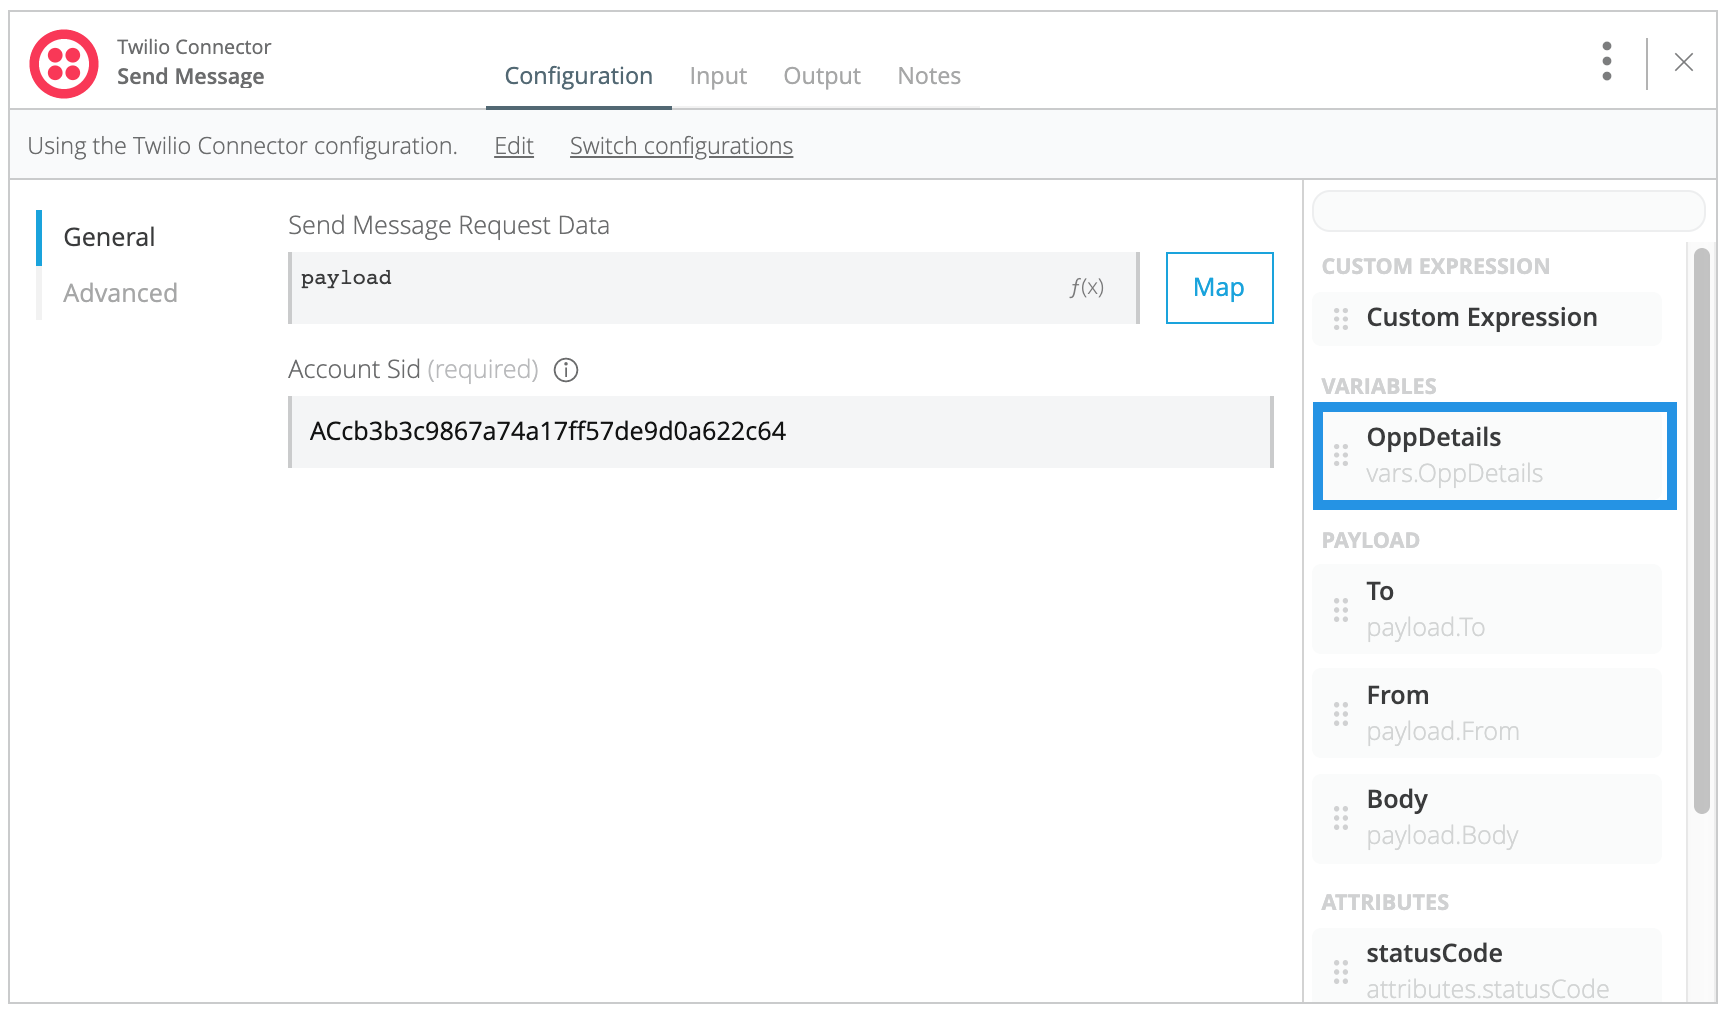 Twilio Connector
Send Message
Configuration Input Output Notes
Using the Twilio Connector configuration. Edit Switch configurations
General
Advanced
Send Message Request Data
payload
f(x)
Map
Account Sid (required)
ACcb3b3c9867a74a17ff57de9d0a622c64
CUSTOM EXPRESSION
Custom Expression
VARIABLES
OppDetails
vars.OppDetails
PAYLOAD
To
payload.To
From
payload.From
Body
payload.Body
ATTRIBUTES
statusCode
attributes.statusCode